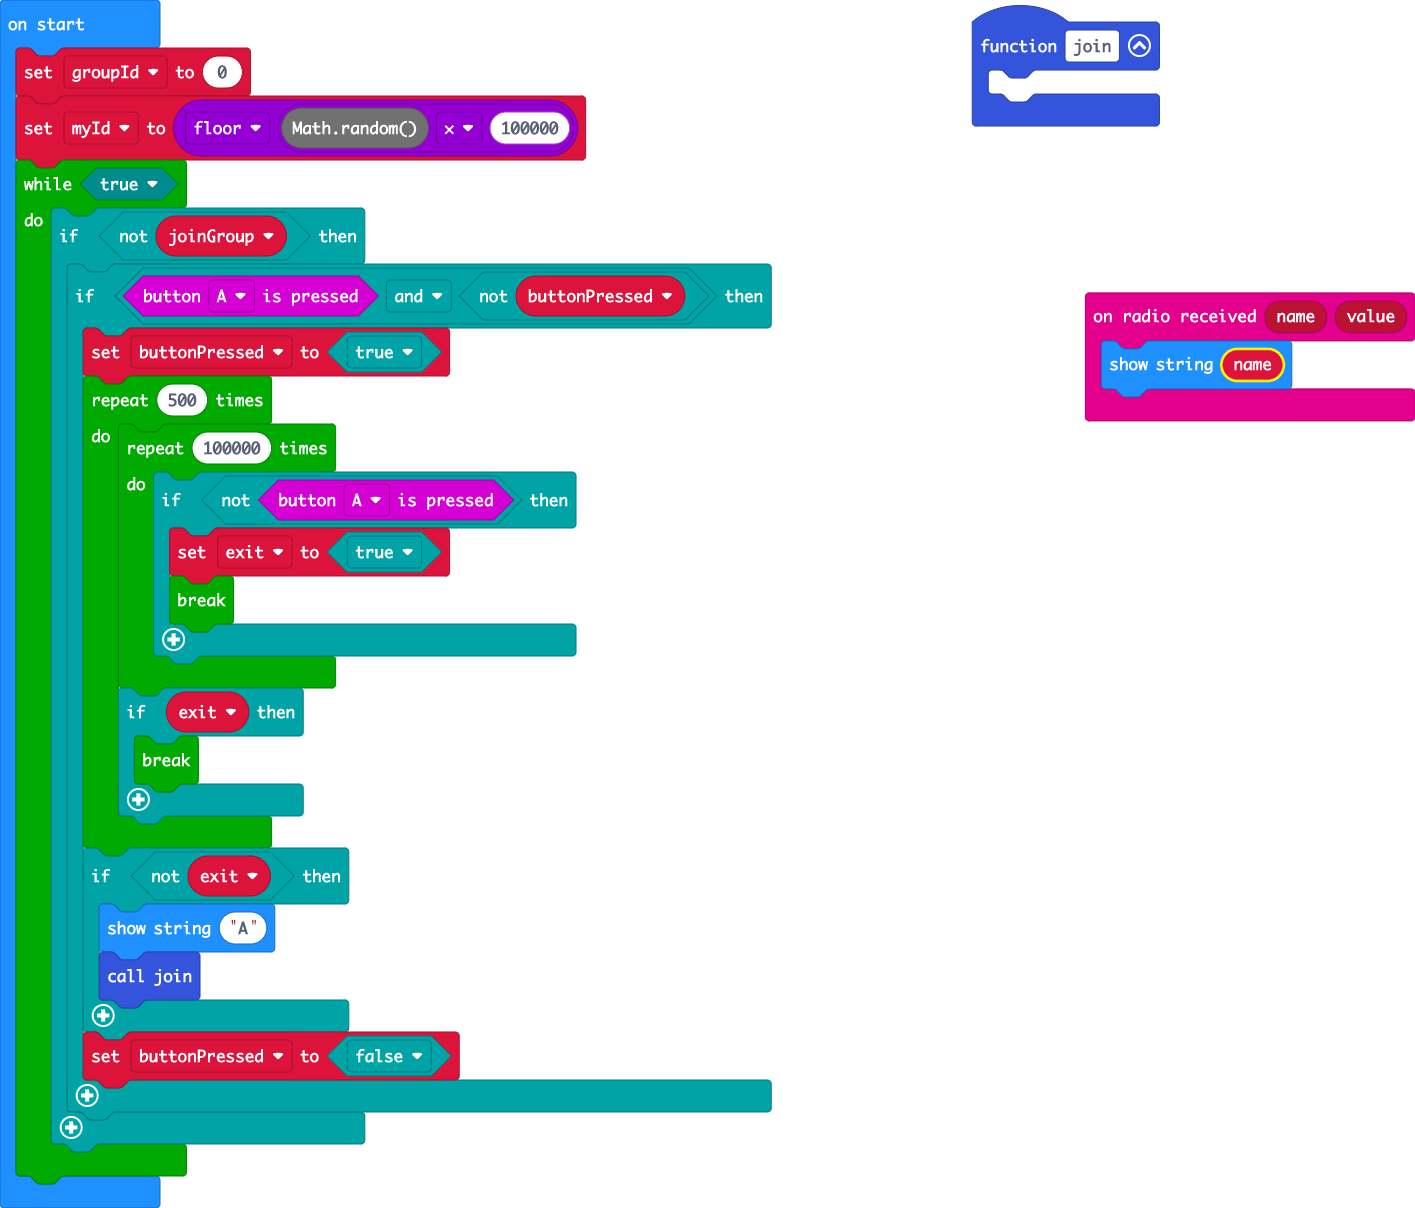 on start
set groupId to 0
set myId to floor Math.random() × 100000
while true
do
if not joinGroup then
if button A is pressed and not buttonPressed then
set buttonPressed to true
repeat 500 times
do
repeat 100000 times
do
if not button A is pressed then
set exit to true
break
if exit then
break
if not exit then
show string "A"
call join
set buttonPressed to false
function join
on radio received name value
show string name